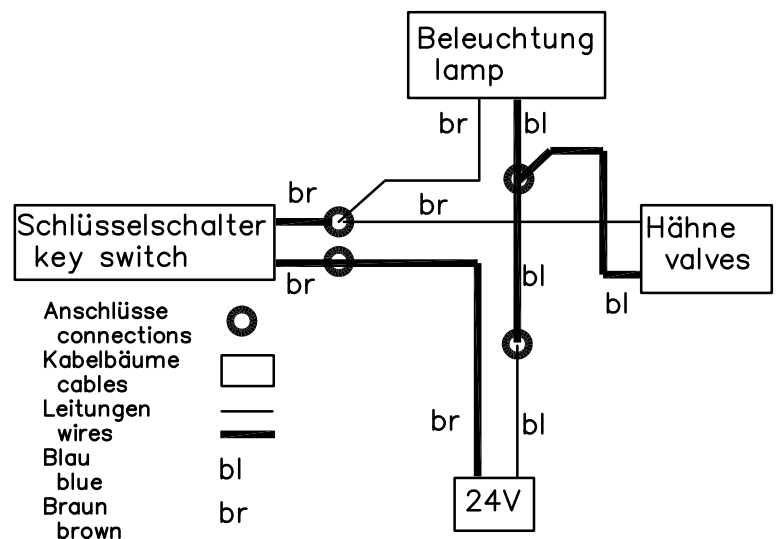 Beleuchtung
lamp
br
bl
br
br
Schlüsselschalter
key switch
Hähne
valves
br
bl
bl
Anschlüsse
connections
Kabelbäume
cables
Leitungen
wires
br
bl
Blau
blue
bl
24V
Braun
brown
br